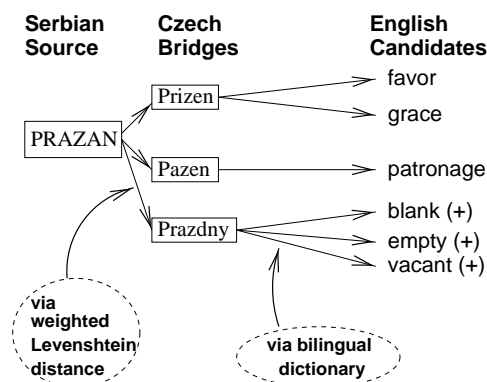 Serbian Source
Czech Bridges
English Candidates
PRAZAN
Prizen
Pazen
Prazdny
favor
grace
patronage
blank (+)
empty (+)
vacant (+)
via
weighted
Levenshtein
distance
via bilingual
dictionary